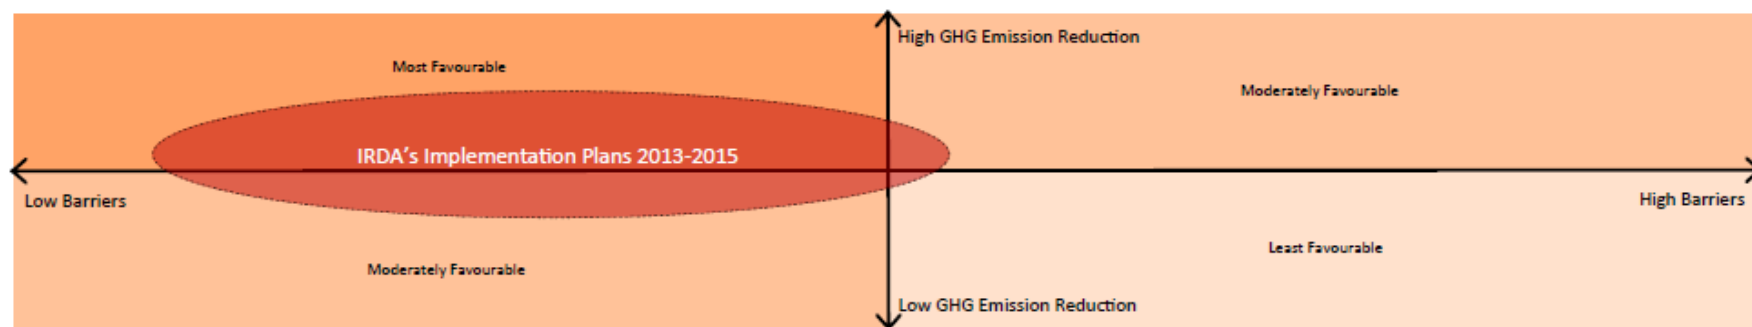 High GHG Emission Reduction
Most Favourable
Moderately Favourable
IRDA's Implementation Plans 2013-2015
Low Barriers
High Barriers
Least Favourable
Moderately Favourable
Low GHG Emission Reduction